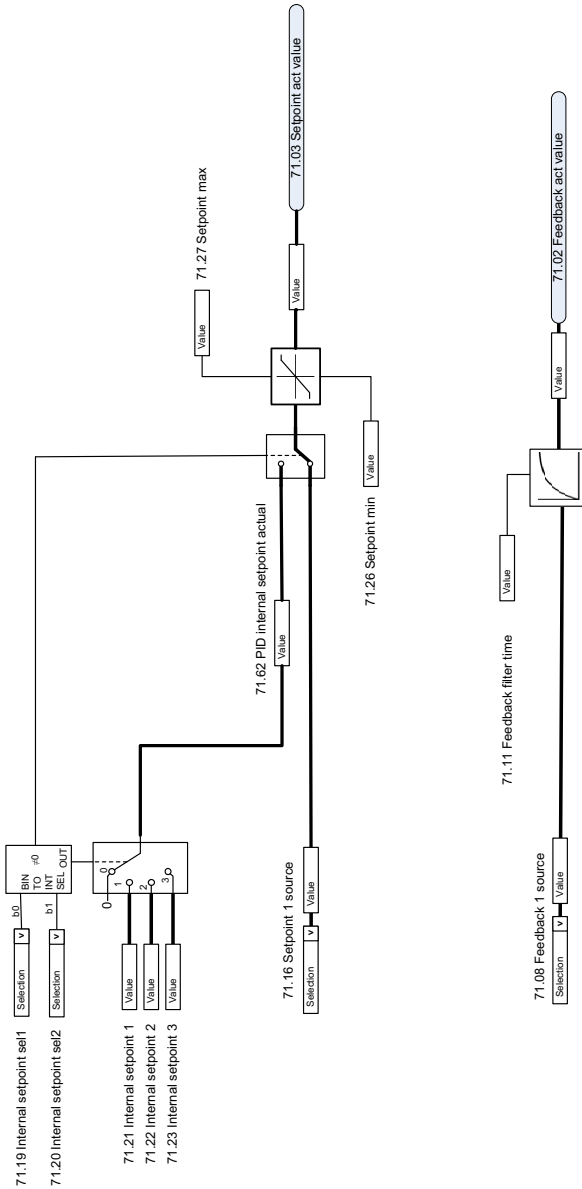 71.19 Internal setpoint sel1
Selection
v
b0
71.20 Internal setpoint sel2
Selection
v
b1
BIN
TO
INT
SEL
≠0
OUT
0
0
1
2
3
71.21 Internal setpoint 1
Value
71.22 Internal setpoint 2
Value
71.23 Internal setpoint 3
Value
71.62 PID internal setpoint actual
Value
71.16 Setpoint 1 source
Selection
v
Value
71.27 Setpoint max
Value
71.26 Setpoint min
Value
Value
71.03 Setpoint act value
71.08 Feedback 1 source
Selection
v
Value
71.11 Feedback filter time
Value
Value
71.02 Feedback act value